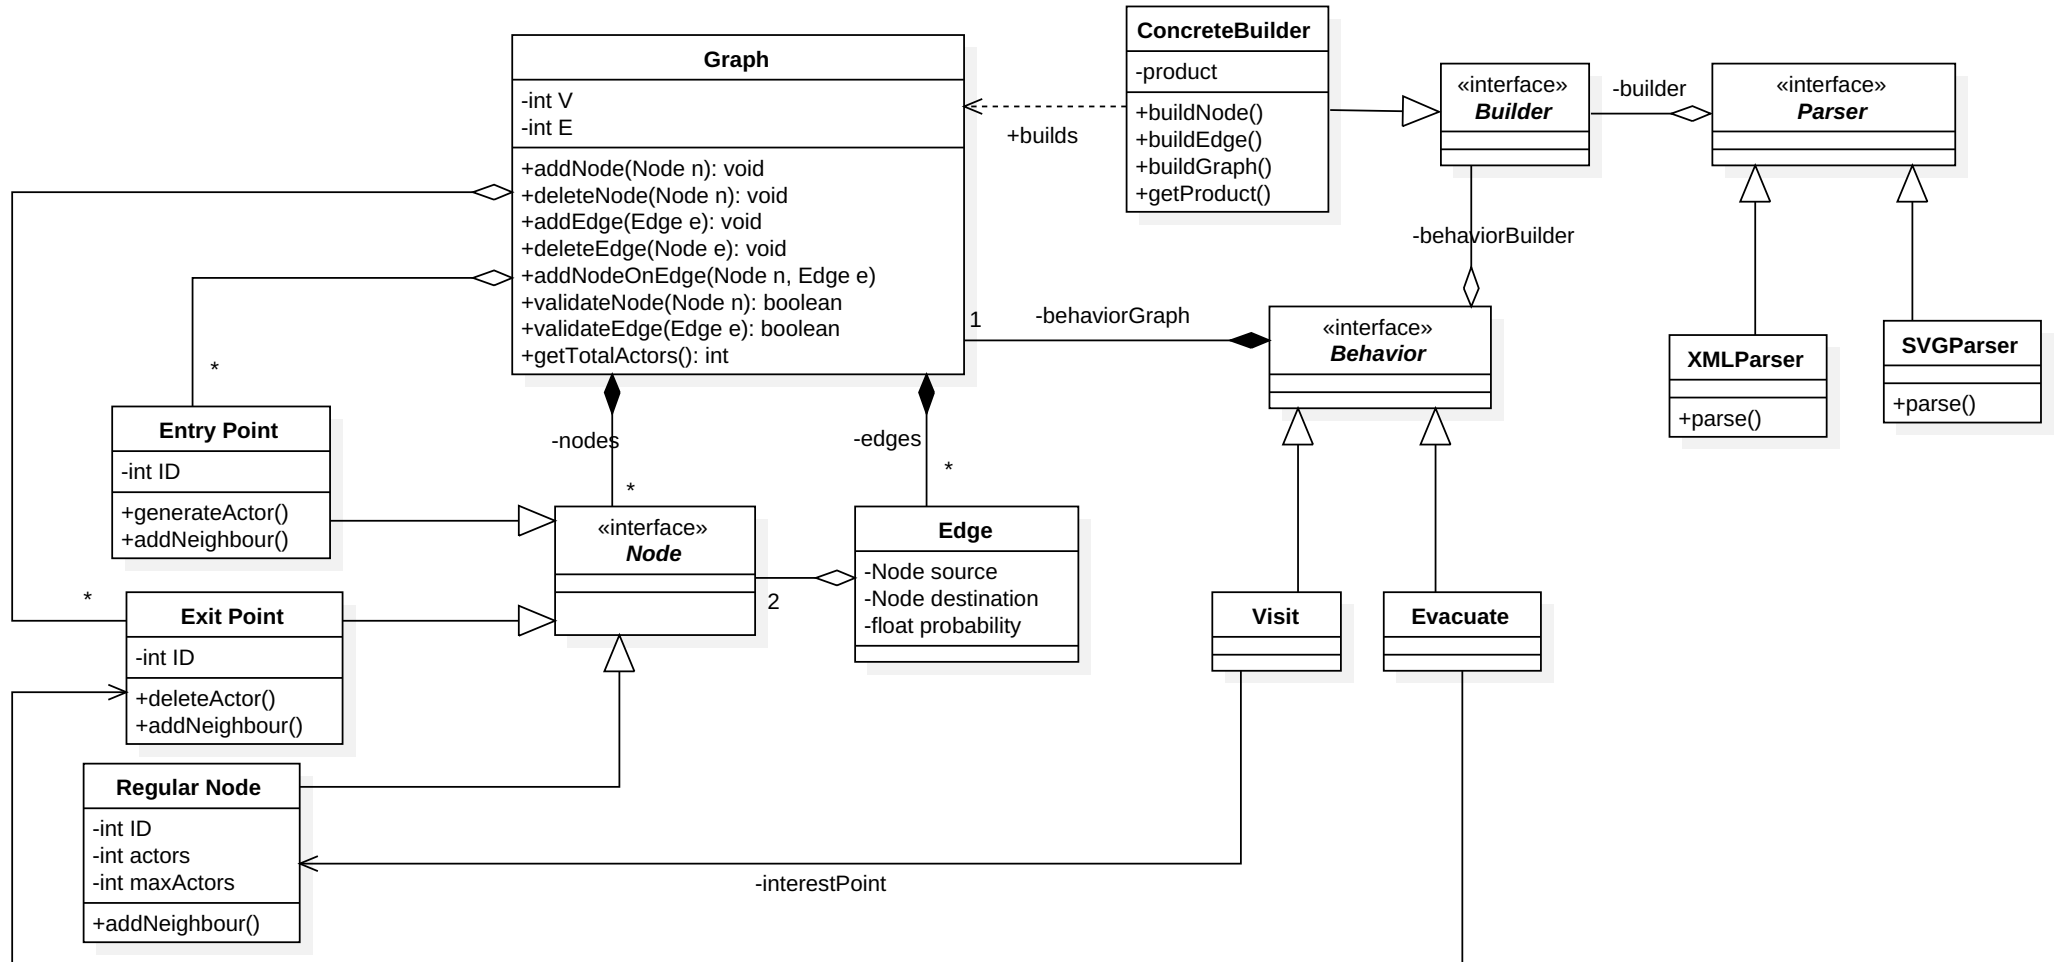 Graph
-int V
-int E
+addNode(Node n): void
+deleteNode(Node n): void
+addEdge(Edge e): void
+deleteEdge(Node e): void
+addNodeOnEdge(Node n, Edge e)
+validateNode(Node n): boolean
+validateEdge(Edge e): boolean
+getTotalActors(): int
+builds
ConcreteBuilder
-product
+buildNode()
+buildEdge()
+buildGraph()
+getProduct()
«interface»
Builder
-builder
«interface»
Parser
-behaviorBuilder
1
-behaviorGraph
«interface»
Behavior
XMLParser
+parse()
SVGParser
+parse()
*
Entry Point
-int ID
+generateActor()
+addNeighbour()
-nodes
*
-edges
*
«interface»
Node
2
Edge
-Node source
-Node destination
-float probability
*
Exit Point
-int ID
+deleteActor()
+addNeighbour()
Visit
Evacuate
Regular Node
-int ID
-int actors
-int maxActors
+addNeighbour()
-interestPoint